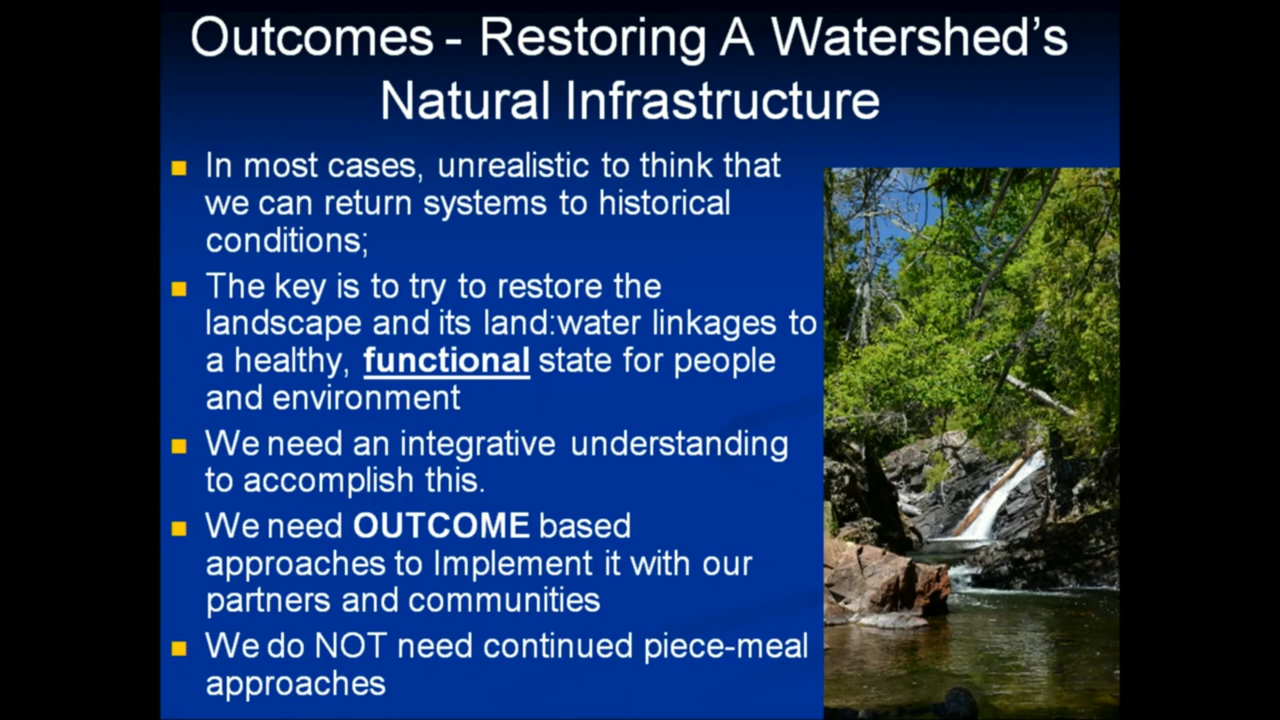 Outcomes - Restoring A Watershed's
Natural Infrastructure
In most cases, unrealistic to think that
we can return systems to historical
conditions;
The key is to try to restore the
landscape and its land:water linkages to
a healthy, functional state for people
and environment
We need an integrative understanding
to accomplish this.
We need OUTCOME based
approaches to Implement it with our
partners and communities
We do NOT need continued piece-meal
approaches